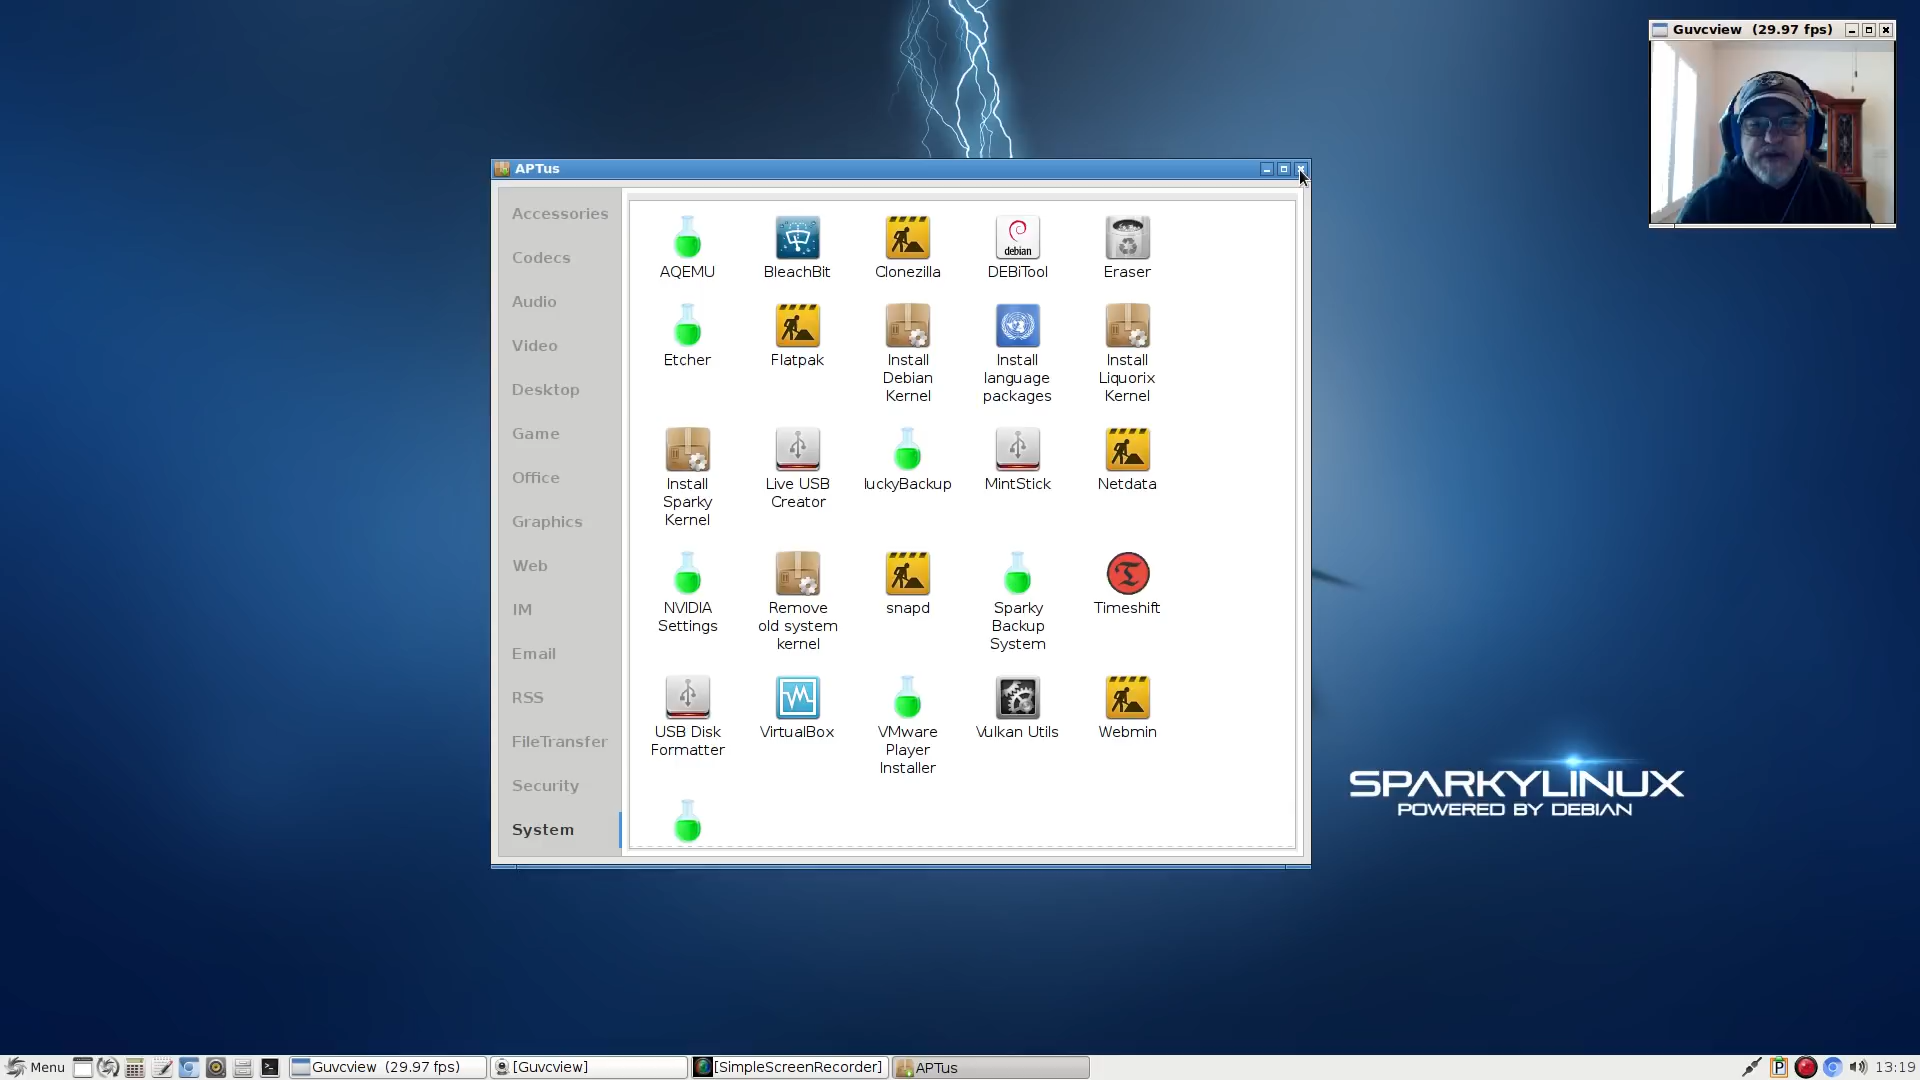 Guvcview (29.97 fps)
APTus
Accessories
Codecs
Audio
Video
Desktop
Game
Office
Graphics
Web
IM
Email
RSS
FileTransfer
Security
System
AQEMU
BleachBit
Clonezilla
debian
DEBiTool
Eraser
Etcher
Flatpak
Install
Debian
Kernel
Install
language
packages
Install
Liquorix
Kernel
Install
Sparky
Kernel
Live USB
Creator
luckyBackup
MintStick
Netdata
NVIDIA
Settings
Remove
old system
kernel
snapd
Sparky
Backup
System
Timeshift
USB Disk
Formatter
VirtualBox
VMware
Player
Installer
Vulkan Utils
Webmin
SPARKYLINUX
POWERED BY DEBIAN
Menu
Guvcview (29.97 fps)
[Guvcview]
[SimpleScreenRecorder]
APTus
P
13:19